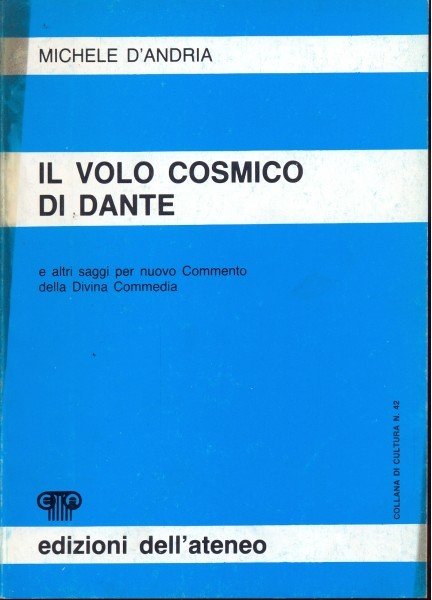 MICHELE D'ANDRIA
IL VOLO COSMICO
DI DANTE
e altri saggi per nuovo Commento
della Divina Commedia
COLLANA DI CULTURA N. 42
edizioni dell'ateneo